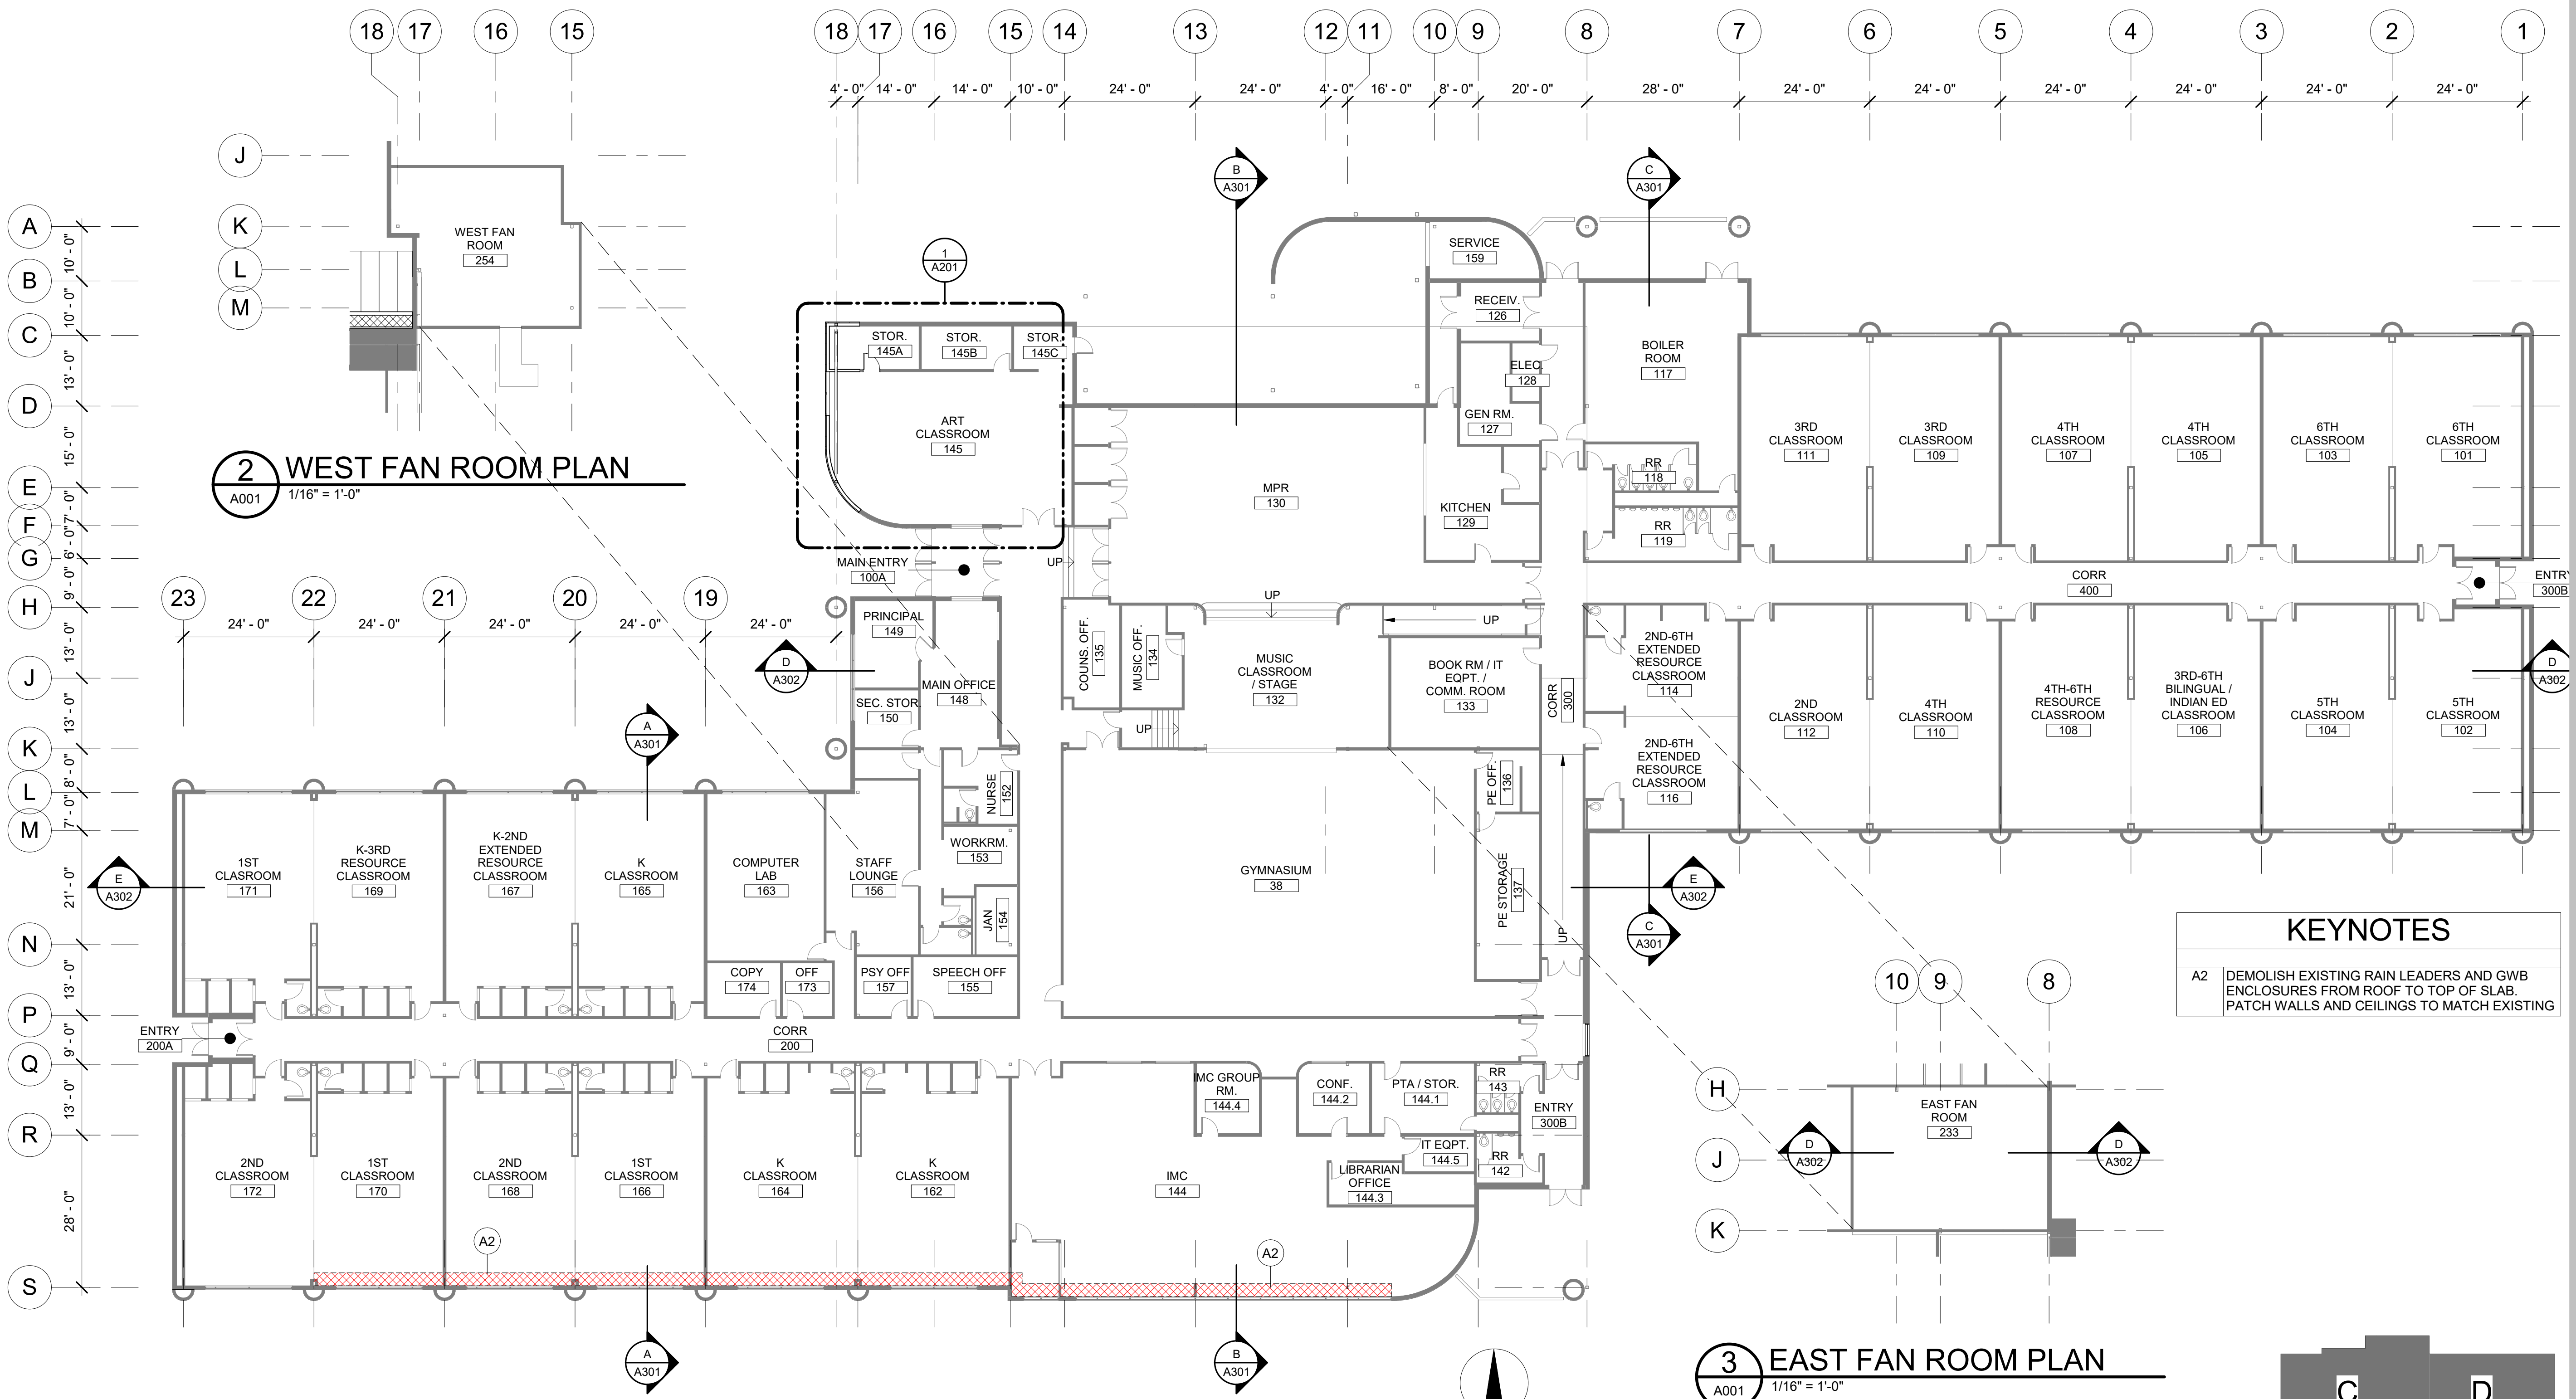 18 17 16 15
18 17 16 15 14 13 12 11 10 9 8 7 6 5 4 3 2 1
4' - 0" 14' - 0" 14' - 0" 10' - 0" 24' - 0" 24' - 0" 4' - 0" 16' - 0" 8' - 0" 20' - 0" 28' - 0" 24' - 0" 24' - 0" 24' - 0" 24' - 0" 24' - 0" 24' - 0"
J
K
L
M
WEST FAN
ROOM
254
2
A001
WEST FAN ROOM PLAN
1/16" = 1'-0"
A
B
C
D
E
F
G
H
J
K
L
M
N
P
Q
R
S
10' - 0"
10' - 0"
13' - 0"
15' - 0"
7' - 0"
6' - 0"
9' - 0"
13' - 0"
13' - 0"
8' - 0"
7' - 0"
21' - 0"
13' - 0"
9' - 0"
13' - 0"
28' - 0"
B
A301
C
A301
1
A201
SERVICE
159
RECEIV.
126
STOR.
145A
STOR.
145B
STOR.
145C
BOILER
ROOM
117
ELEC.
128
GEN RM.
127
ART
CLASSROOM
145
MPR
130
KITCHEN
129
RR
118
RR
119
3RD
CLASSROOM
111
3RD
CLASSROOM
109
4TH
CLASSROOM
107
4TH
CLASSROOM
105
6TH
CLASSROOM
103
6TH
CLASSROOM
101
MAIN ENTRY
100A
UP
CORR
400
ENTRY
300B
23 22 21 20 19
24' - 0" 24' - 0" 24' - 0" 24' - 0" 24' - 0"
PRINCIPAL
149
MAIN OFFICE
148
SEC. STOR.
150
COUNS. OFF.
135
MUSIC OFF.
134
UP
UP
UP
MUSIC
CLASSROOM
/ STAGE
132
BOOK RM / IT
EQPT. /
COMM. ROOM
133
CORR
300
2ND-6TH
EXTENDED
RESOURCE
CLASSROOM
114
2ND-6TH
EXTENDED
RESOURCE
CLASSROOM
116
2ND
CLASSROOM
112
4TH
CLASSROOM
110
4TH-6TH
RESOURCE
CLASSROOM
108
3RD-6TH
BILINGUAL /
INDIAN ED
CLASSROOM
106
5TH
CLASSROOM
104
5TH
CLASSROOM
102
D
A302
D
A302
A
A301
E
A302
1ST
CLASROOM
171
K-3RD
RESOURCE
CLASSROOM
169
K-2ND
EXTENDED
RESOURCE
CLASSROOM
167
K
CLASSROOM
165
COMPUTER
LAB
163
STAFF
LOUNGE
156
NURSE
152
WORKRM.
153
JAN
154
GYMNASIUM
38
PE OFF.
136
PE STORAGE
137
UP
E
A302
C
A301
COPY
174
OFF
173
PSY OFF
157
SPEECH OFF
155
ENTRY
200A
CORR
200
KEYNOTES
A2 DEMOLISH EXISTING RAIN LEADERS AND GWB
ENCLOSURES FROM ROOF TO TOP OF SLAB.
PATCH WALLS AND CEILINGS TO MATCH EXISTING
2ND
CLASSROOM
172
1ST
CLASSROOM
170
2ND
CLASSROOM
168
1ST
CLASSROOM
166
K
CLASSROOM
164
K
CLASSROOM
162
IMC
144
IMC GROUP
RM.
144.4
CONF.
144.2
PTA / STOR.
144.1
RR
143
ENTRY
300B
IT EQPT.
144.5
RR
142
LIBRARIAN
OFFICE
144.3
A2
A2
A
A301
B
A301
10 9 8
H
J
K
EAST FAN
ROOM
233
D
A302
D
A302
3
A001
EAST FAN ROOM PLAN
1/16" = 1'-0"
C D